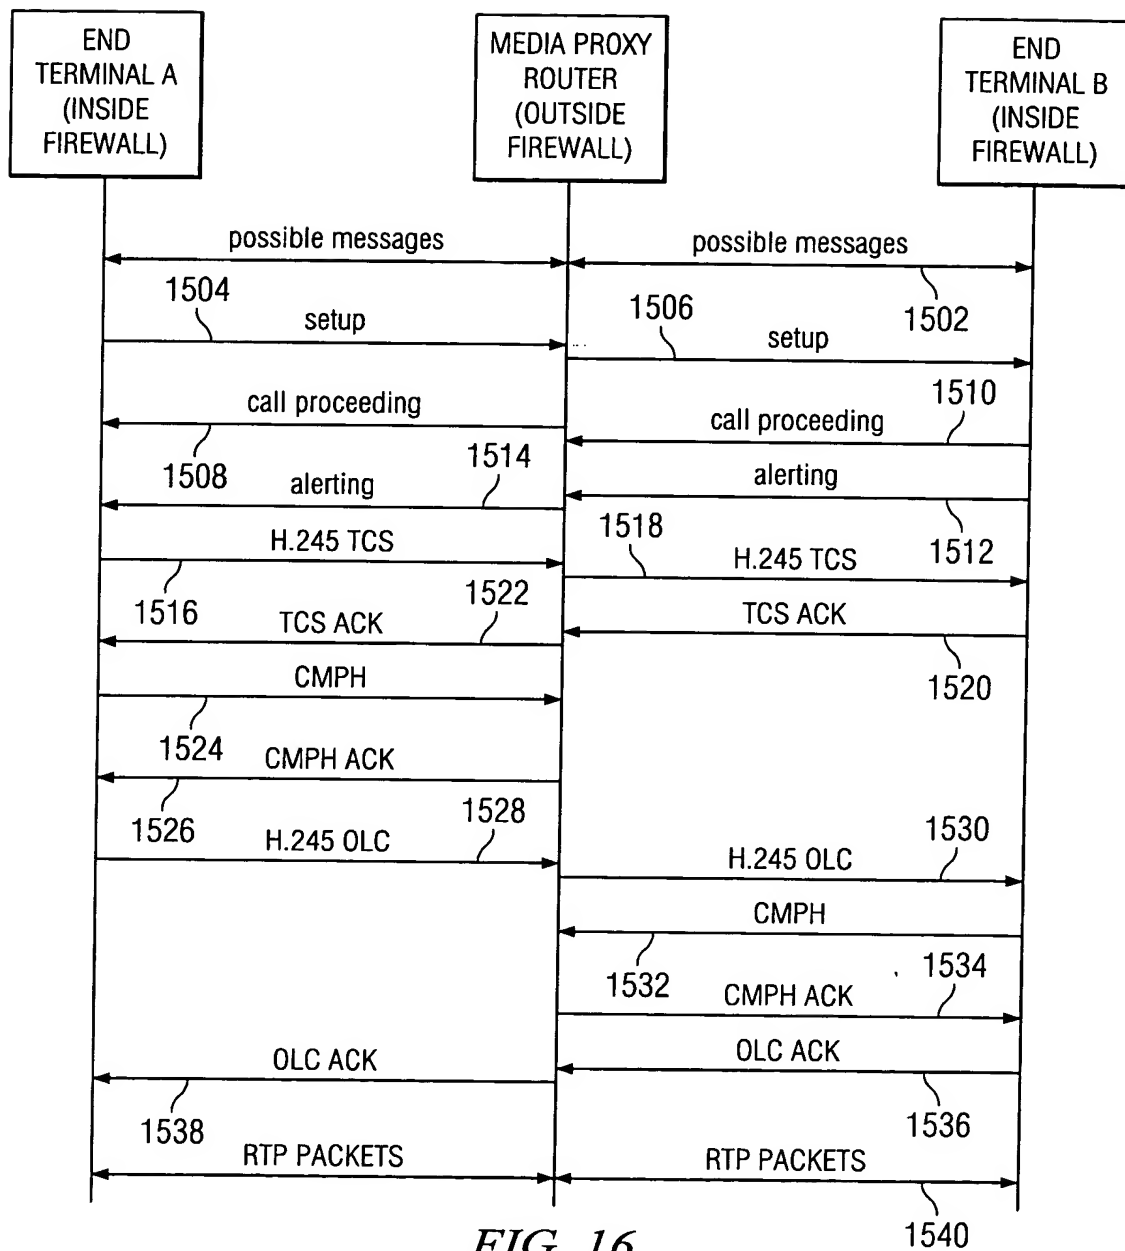 END
TERMINAL A
(INSIDE
FIREWALL)
MEDIA PROXY
ROUTER
(OUTSIDE
FIREWALL)
END
TERMINAL B
(INSIDE
FIREWALL)
possible messages
possible messages
1502
1504
setup
1506
setup
call proceeding
1508
1510
call proceeding
1514
alerting
alerting
1512
H.245 TCS
1516
1518
H.245 TCS
1522
TCS ACK
TCS ACK
1520
CMPH
1524
CMPH ACK
1526
1528
H.245 OLC
1530
H.245 OLC
CMPH
1532
1534
CMPH ACK
OLC ACK
1536
OLC ACK
1538
RTP PACKETS
RTP PACKETS
1540
FIG. 16